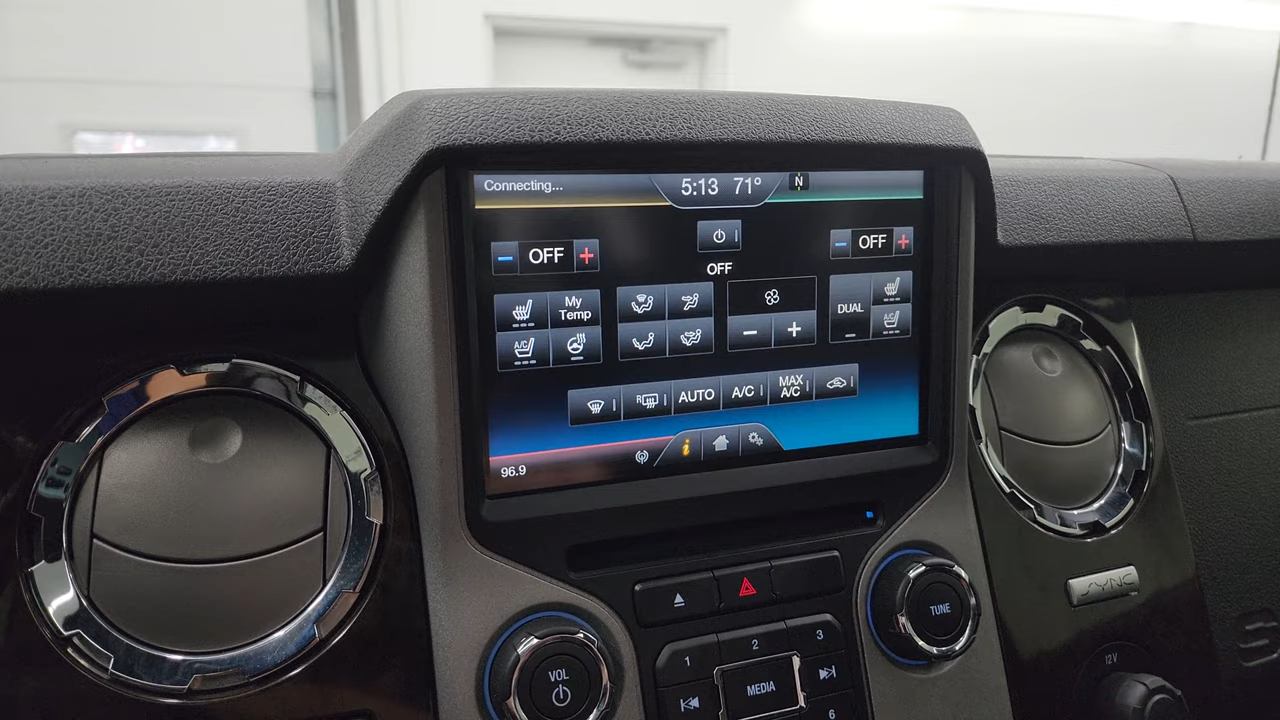 Connecting...
5:13 71°
N
OFF
OFF
OFF
My
Temp
DUAL
A/C
A/C
R
AUTO
A/C
MAX
A/C
i
96.9
VOL
TUNE
SYNC
1
2
3
MEDIA
6
12V